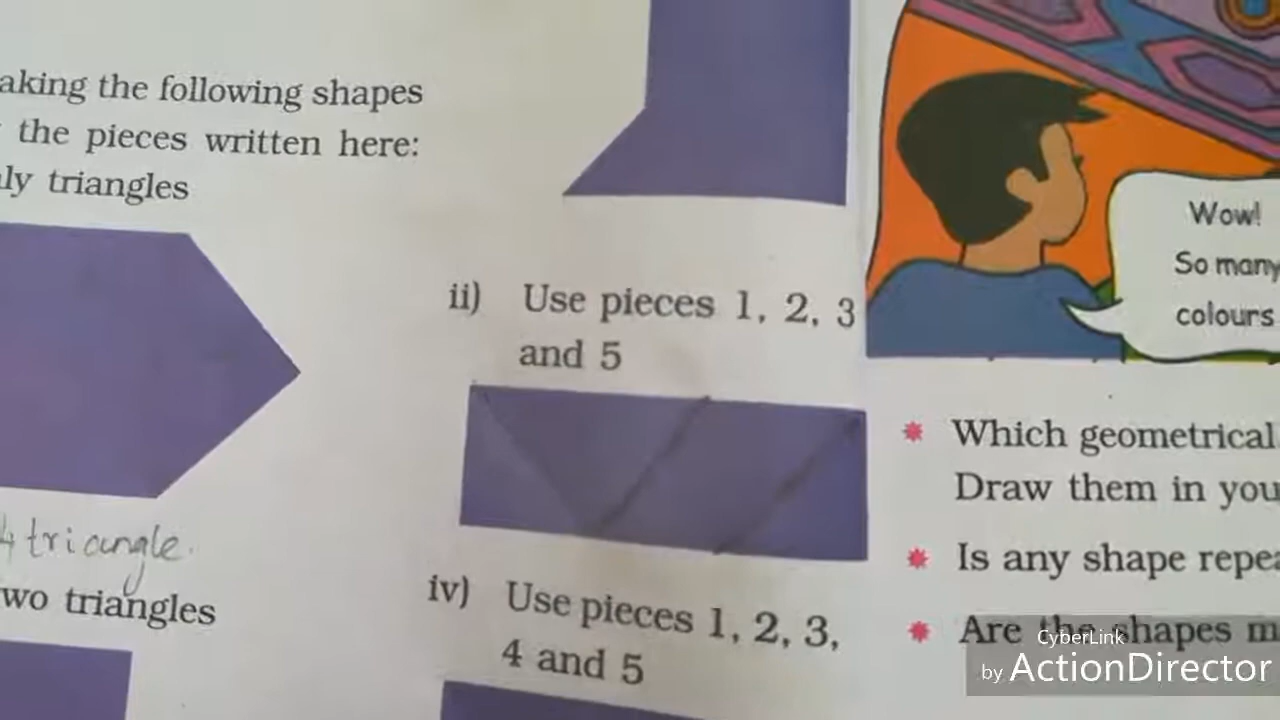 aking the following shapes
the pieces written here:
ly triangles
4 triangle.
wo triangles
ii) Use pieces 1, 2, 3
and 5
iv) Use pieces 1, 2, 3,
4 and 5
Wow!
So many
colours
Which geometrical
Draw them in you
Is any shape repea
Are the shapes m
CyberLink
by ActionDirector